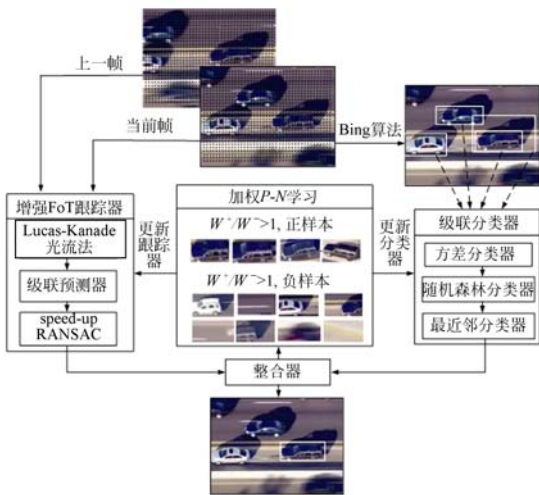 上一帧
当前帧
Bing算法
增强FoT跟踪器
Lucas-Kanade
光流法
级联预测器
speed-up
RANSAC
更新
跟踪
器
加权P-N学习
W⁺/W⁻>1, 正样本
W⁺/W⁻>1, 负样本
更新
分类
器
级联分类器
方差分类器
随机森林分类器
最近邻分类器
整合器